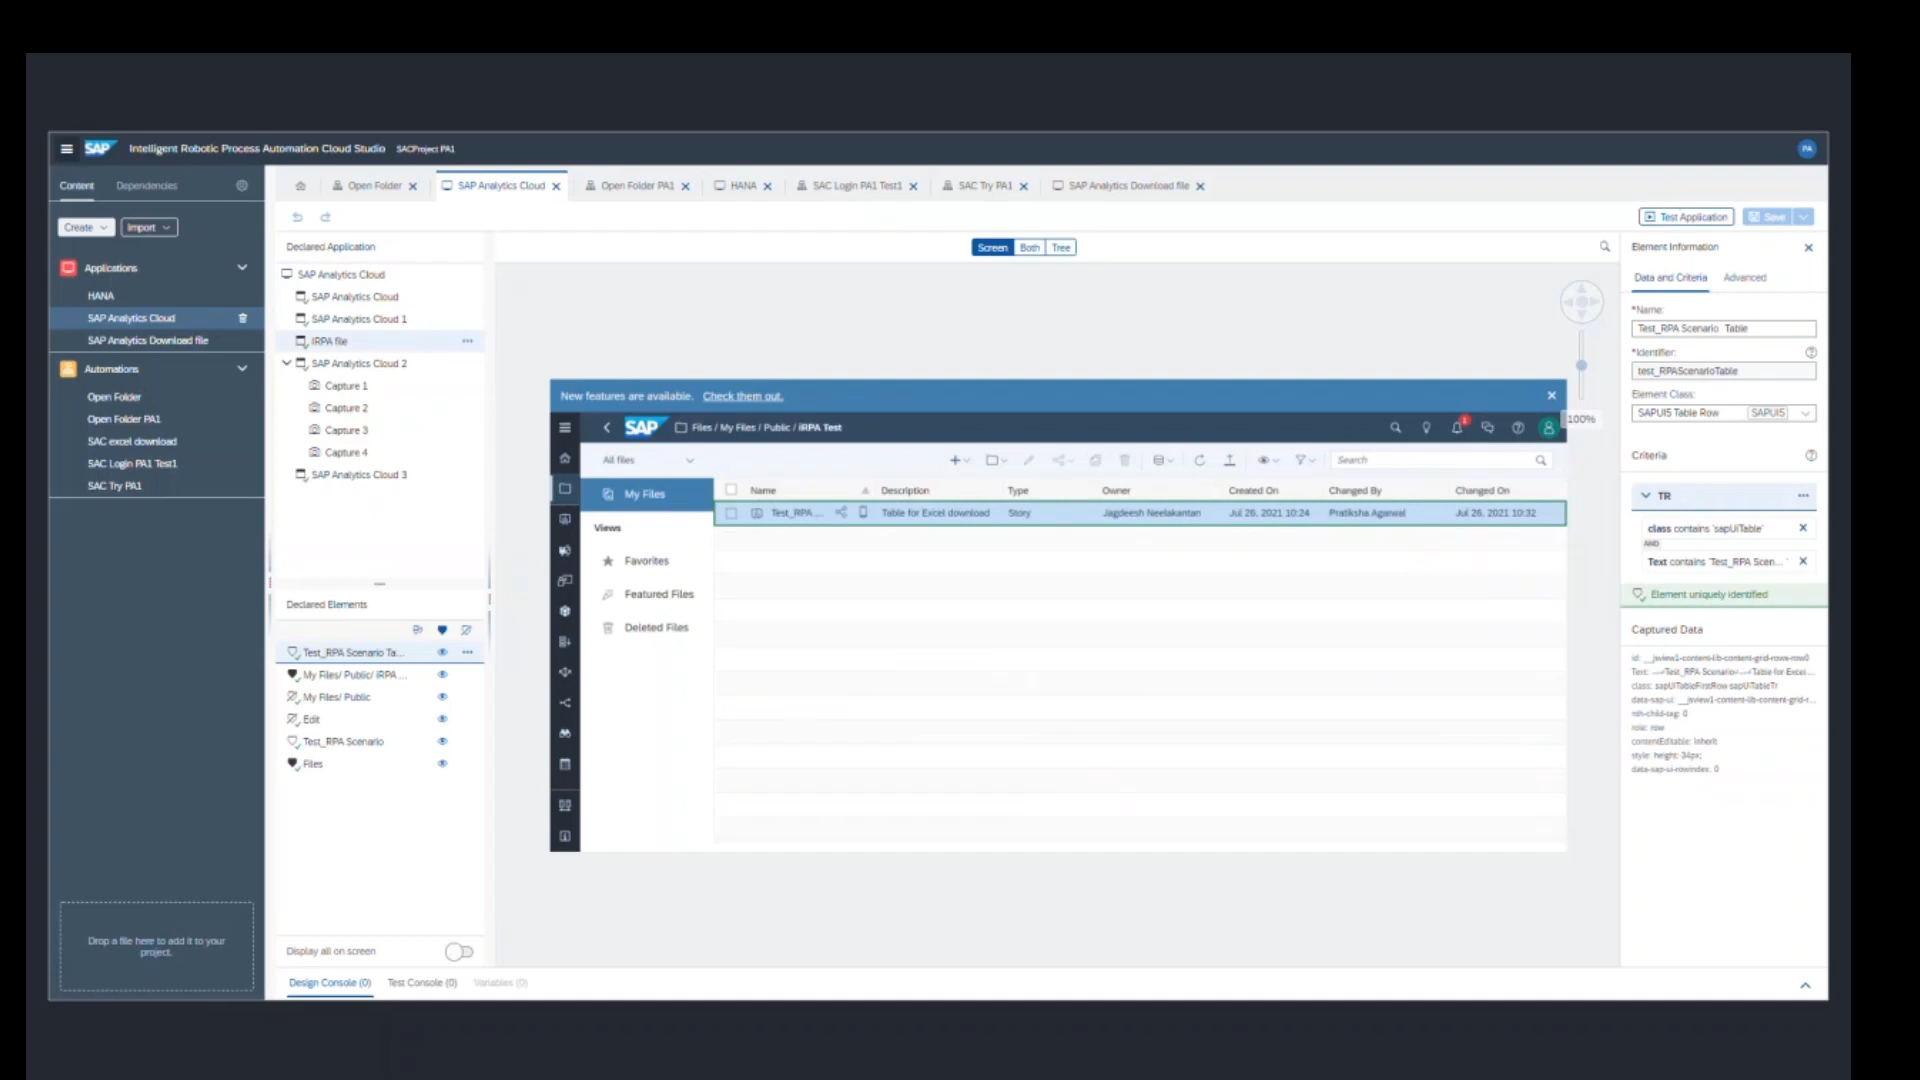 SAP Intelligent Robotic Process Automation Cloud Studio SACProject PA1 PA
Content Dependencies
Open Folder SAP Analytics Cloud Open Folder PA1 HANA SAC Login PA1 Test1 SAC Try PA1 SAP Analytics Download file
Create Import
Test Application Save
Applications
HANA
SAP Analytics Cloud
SAP Analytics Download file
Automations
Open Folder
Open Folder PA1
SAC excel download
SAC Login PA1 Test1
SAC Try PA1
Drop a file here to add it to your
project.
Declared Application
SAP Analytics Cloud
SAP Analytics Cloud
SAP Analytics Cloud 1
iRPA file
SAP Analytics Cloud 2
Capture 1
Capture 2
Capture 3
Capture 4
SAP Analytics Cloud 3
Declared Elements
Test_RPA Scenario Ta...
My Files/ Public/ iRPA ...
My Files/ Public
Edit
Test_RPA Scenario
Files
Display all on screen
Design Console (0) Test Console (0) Variables (0)
Screen Both Tree
100%
New features are available. Check them out.
SAP Files / My Files / Public / iRPA Test 1
All files Search
My Files
Views
Favorites
Featured Files
Deleted Files
Name Description Type Owner Created On Changed By Changed On
Test_RPA.... Table for Excel download Story Jagdeesh Neelakantan Jul 26, 2021 10:24 Pratiksha Agarwal Jul 26, 2021 10:32
Element Information
Data and Criteria Advanced
*Name:
Test_RPA Scenario Table
*Identifier:
test_RPAScenarioTable
Element Class:
SAPUI5 Table Row SAPUI5
Criteria
TR
class contains 'sapUiTable'
AND
Text contains 'Test_RPA Scen... '
Element uniquely identified
Captured Data
id: __jsview1-content-lib-content-grid-rows-row0
Text: ---Test_RPA Scenario---Table for Excel ...
class: sapUiTableFirstRow sapUiTableTr
data-sap-ui: __jsview1-content-lib-content-grid-r...
nth-child-tag: 0
role: row
contentEditable: inherit
style: height: 34px;
data-sap-ui-rowindex: 0